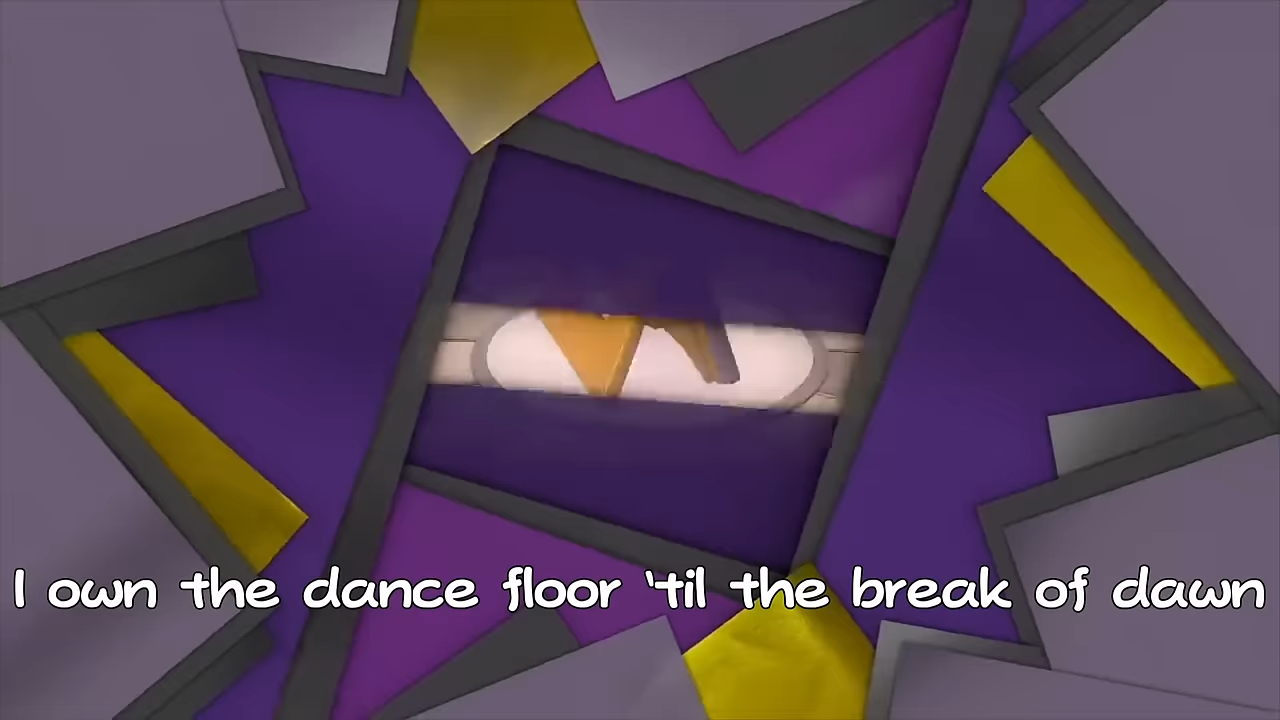 I own the dance floor 'til the break of dawn